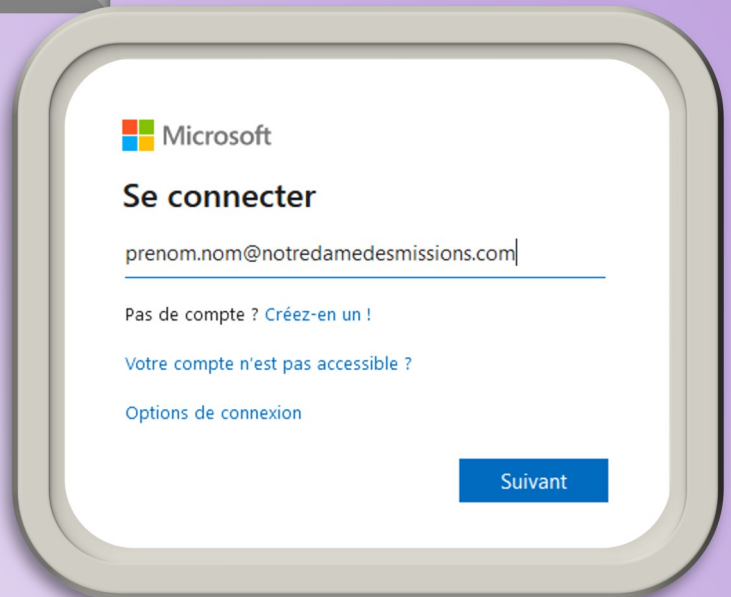 Microsoft
Se connecter
prenom.nom@notredamedesmissions.com
Pas de compte ? Créez-en un !
Votre compte n'est pas accessible ?
Options de connexion
Suivant